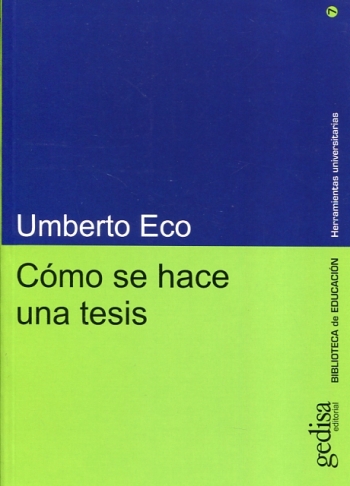 7
Herramientas universitarias
Umberto Eco
Cómo se hace
una tesis
BIBLIOTECA de EDUCACIÓN
gedisa
editorial